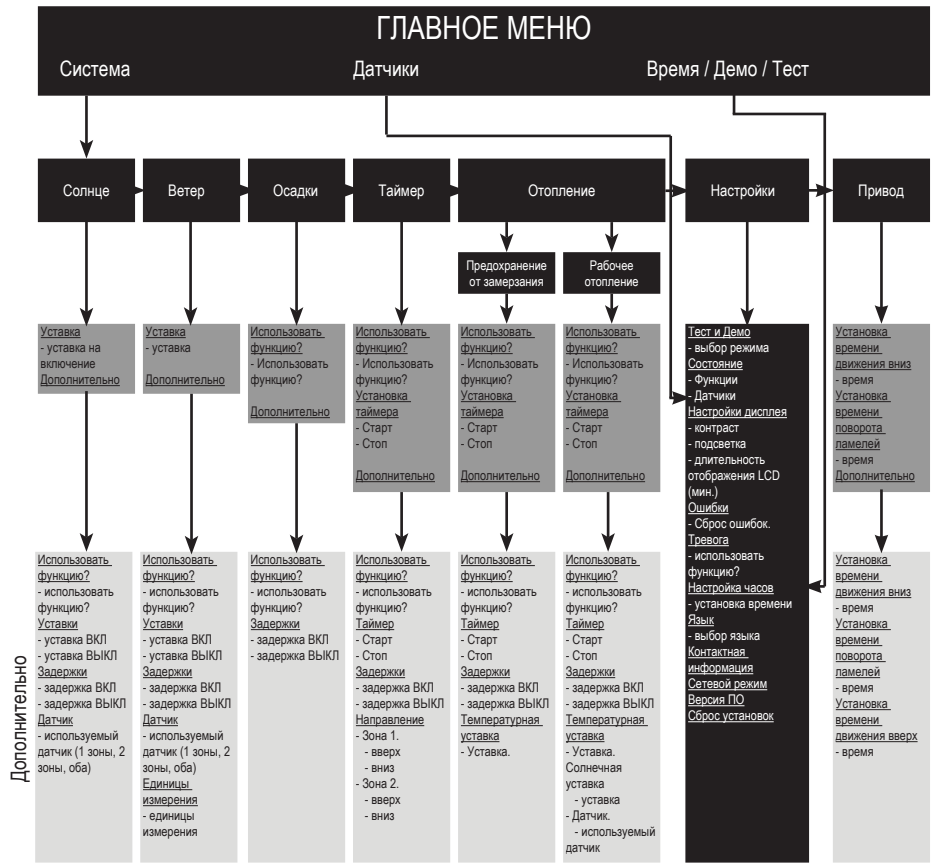 ГЛАВНОЕ МЕНЮ
Система
Датчики
Время / Демо / Тест
Солнце
Ветер
Осадки
Таймер
Отопление
Настройки
Привод
Предохранение
от замерзания
Рабочее
отопление
Уставка
- уставка на
включение
Дополнительно
Уставка
- уставка
Дополнительно
Использовать
функцию?
- Использовать
функцию?
Дополнительно
Использовать
функцию?
- Использовать
функцию?
Установка
таймера
- Старт
- Стоп
Дополнительно
Использовать
функцию?
- Использовать
функцию?
Установка
таймера
- Старт
- Стоп
Дополнительно
Использовать
функцию?
- Использовать
функцию?
Установка
таймера
- Старт
- Стоп
Дополнительно
Тест и Демо
- выбор режима
Состояние
- Функции
- Датчики
Настройки дисплея
- контраст
- подсветка
- длительность
отображения LCD
(мин.)
Ошибки
- Сброс ошибок.
Тревога
- использовать
функцию?
Настройка часов
- установка времени
Язык
- выбор языка
Контактная
информация
Сетевой режим
Версия ПО
Сброс установок
Установка
времени
движения вниз
- время
Установка
времени
поворота
ламелей
- время
Дополнительно
Дополнительно
Использовать
функцию?
- использовать
функцию?
Уставки
- уставка ВКЛ
- уставка ВЫКЛ
Задержки
- задержка ВКЛ
- задержка ВЫКЛ
Датчик
- используемый
датчик (1 зоны, 2
зоны, оба)
Использовать
функцию?
- использовать
функцию?
Уставки
- уставка ВКЛ
- уставка ВЫКЛ
Задержки
- задержка ВКЛ
- задержка ВЫКЛ
Датчик
- используемый
датчик (1 зоны, 2
зоны, оба)
Единицы
измерения
- единицы
измерения
Использовать
функцию?
- использовать
функцию?
Задержки
- задержка ВКЛ
- задержка ВЫКЛ
Использовать
функцию?
- использовать
функцию?
Таймер
- Старт
- Стоп
Задержки
- задержка ВКЛ
- задержка ВЫКЛ
Направление
- Зона 1.
- вверх
- вниз
- Зона 2.
- вверх
- вниз
Использовать
функцию?
- использовать
функцию?
Таймер
- Старт
- Стоп
Задержки
- задержка ВКЛ
- задержка ВЫКЛ
Температурная
уставка
- Уставка.
Использовать
функцию?
- использовать
функцию?
Таймер
- Старт
- Стоп
Задержки
- задержка ВКЛ
- задержка ВЫКЛ
Температурная
уставка
- Уставка.
Солнечная
уставка
- уставка
- Датчик.
- используемый
датчик
Установка
времени
движения вниз
- время
Установка
времени
поворота
ламелей
- время
Установка
времени
движения вверх
- время